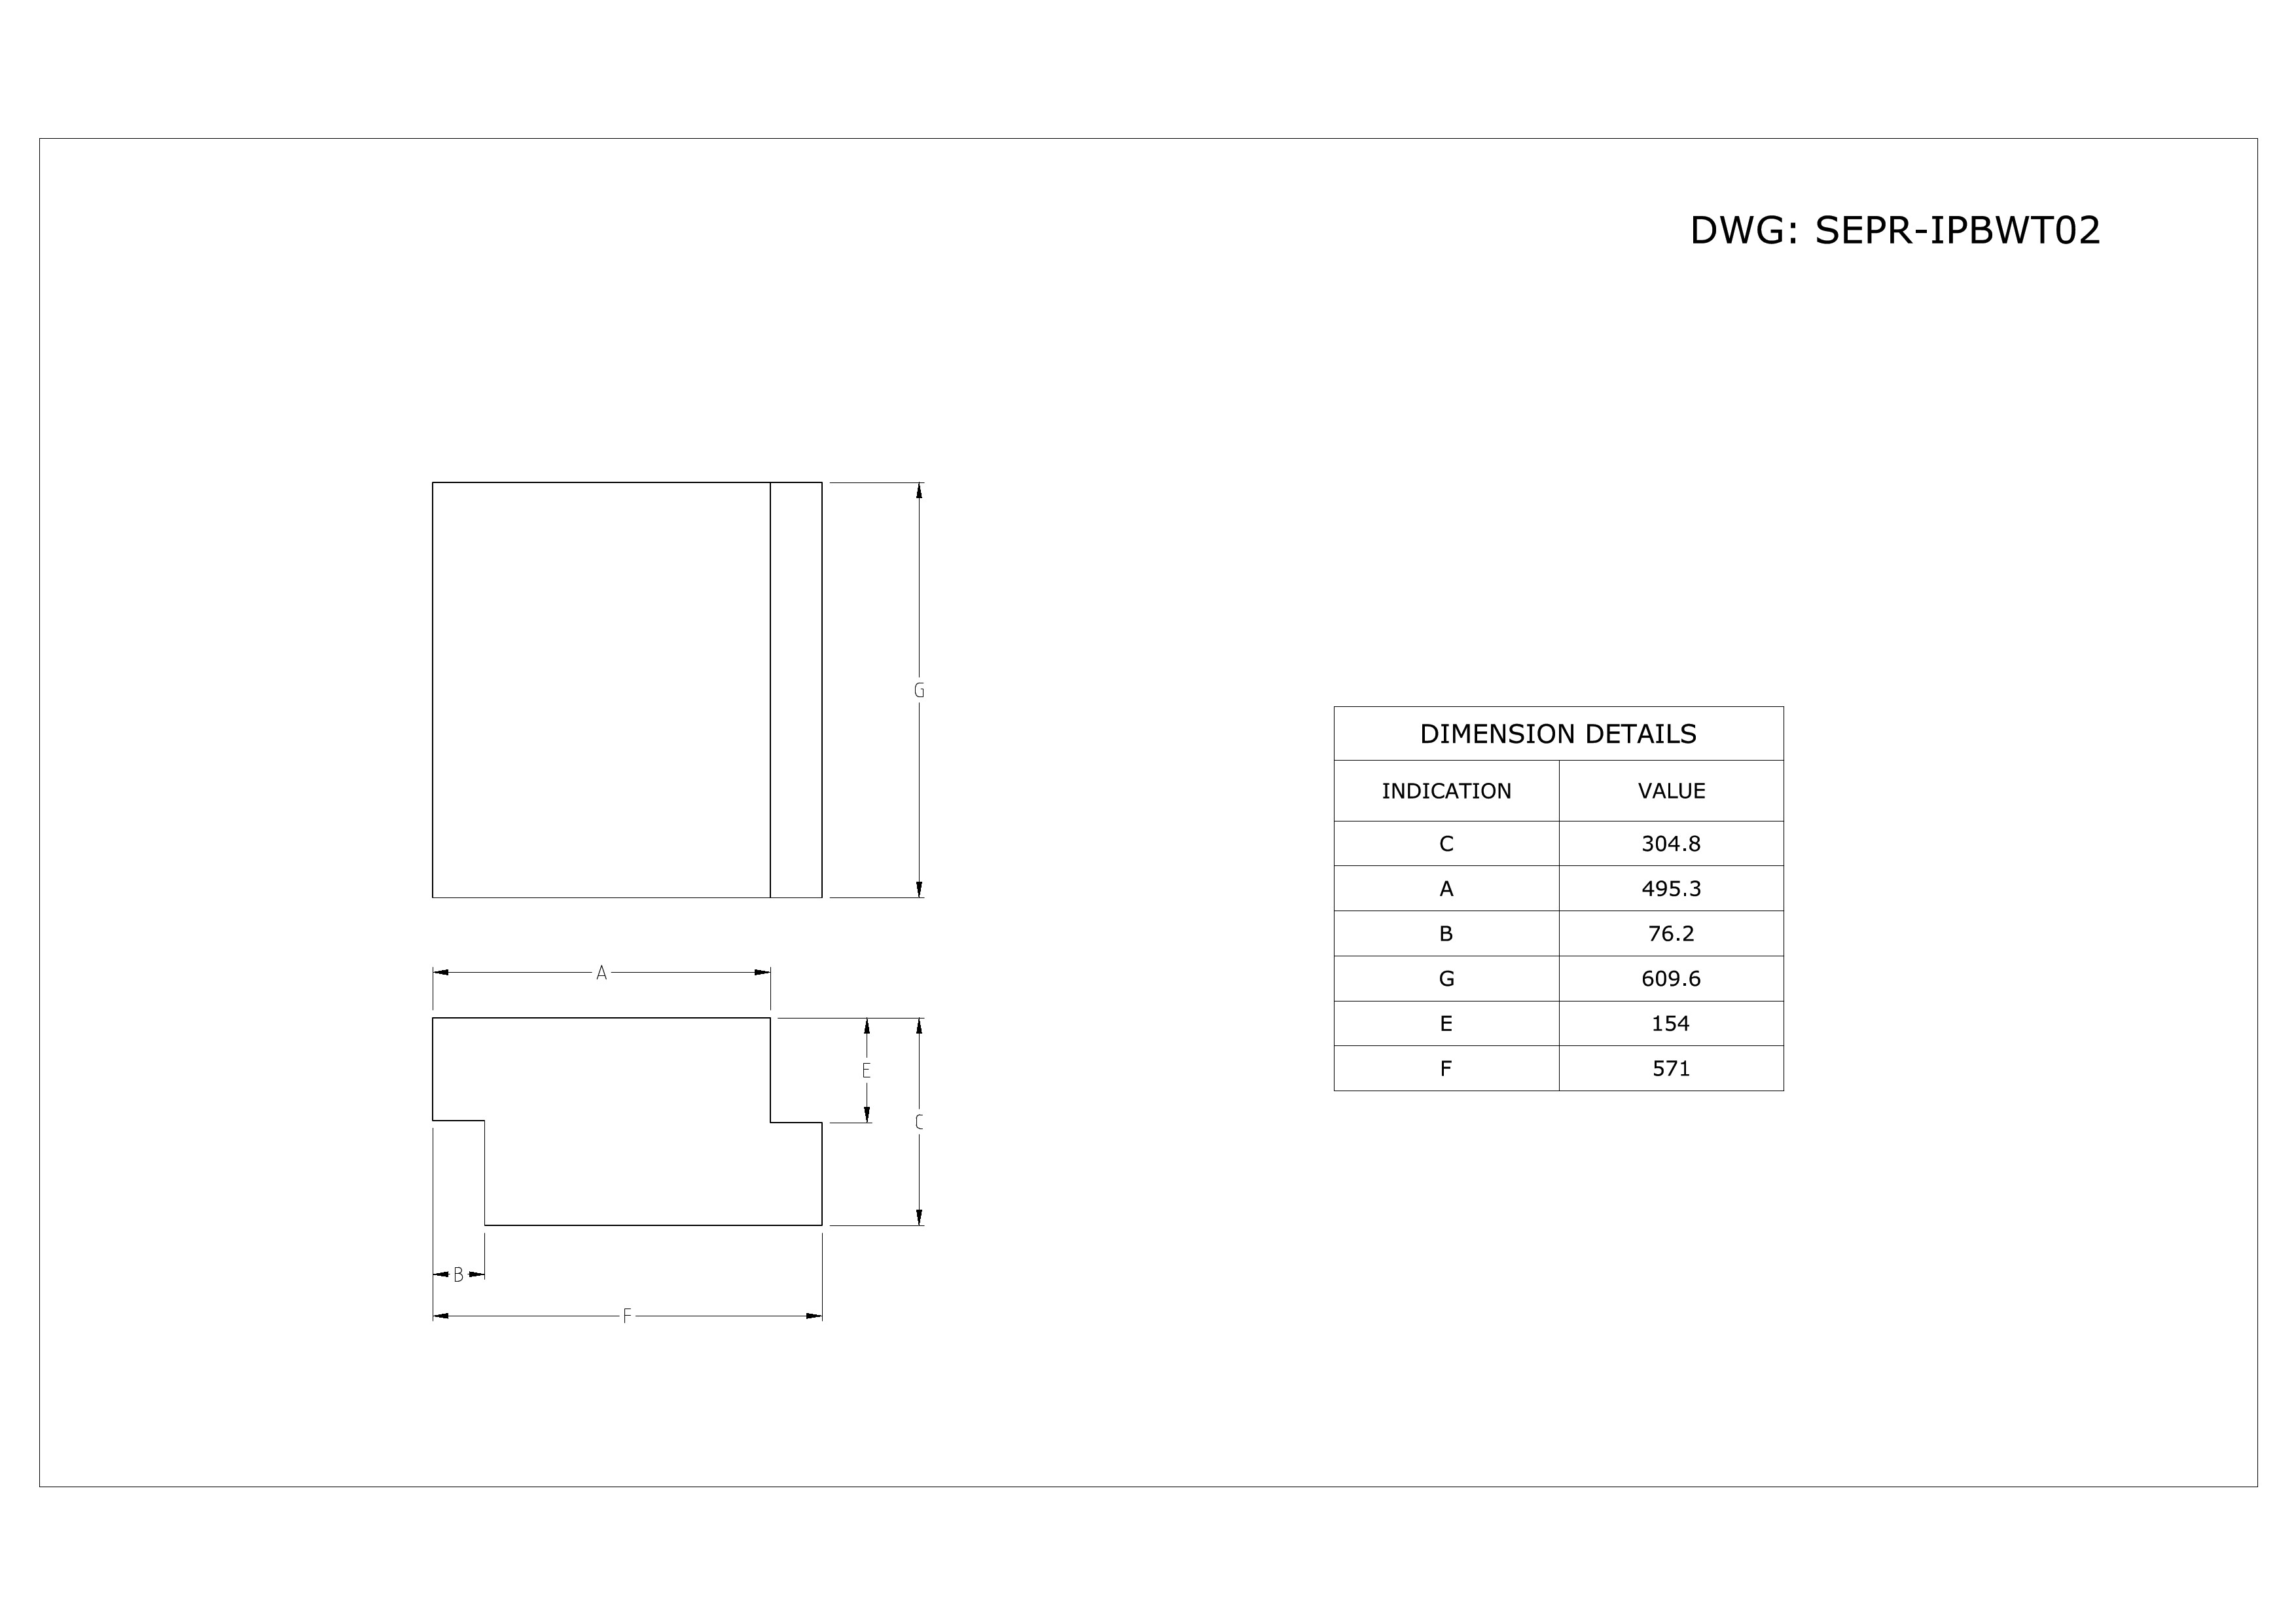 DWG: SEPR-IPBWT02
G
A
E
C
B
F
DIMENSION DETAILS
INDICATION VALUE
C 304.8
A 495.3
B 76.2
G 609.6
E 154
F 571